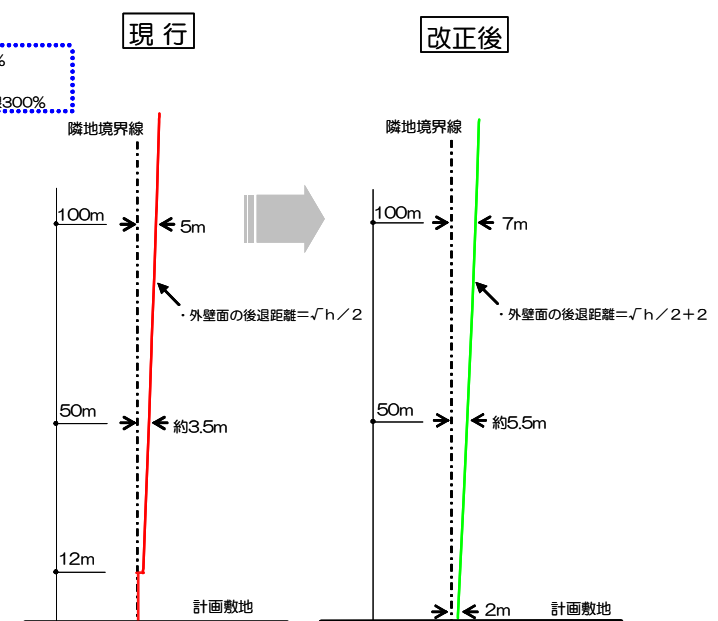 現 行
改正後
%
300%
隣地境界線
隣地境界線
100m
5m
100m
7m
・外壁面の後退距離=√h/2
・外壁面の後退距離=√h/2+2
50m
約3.5m
50m
約5.5m
12m
計画敷地
2m
計画敷地